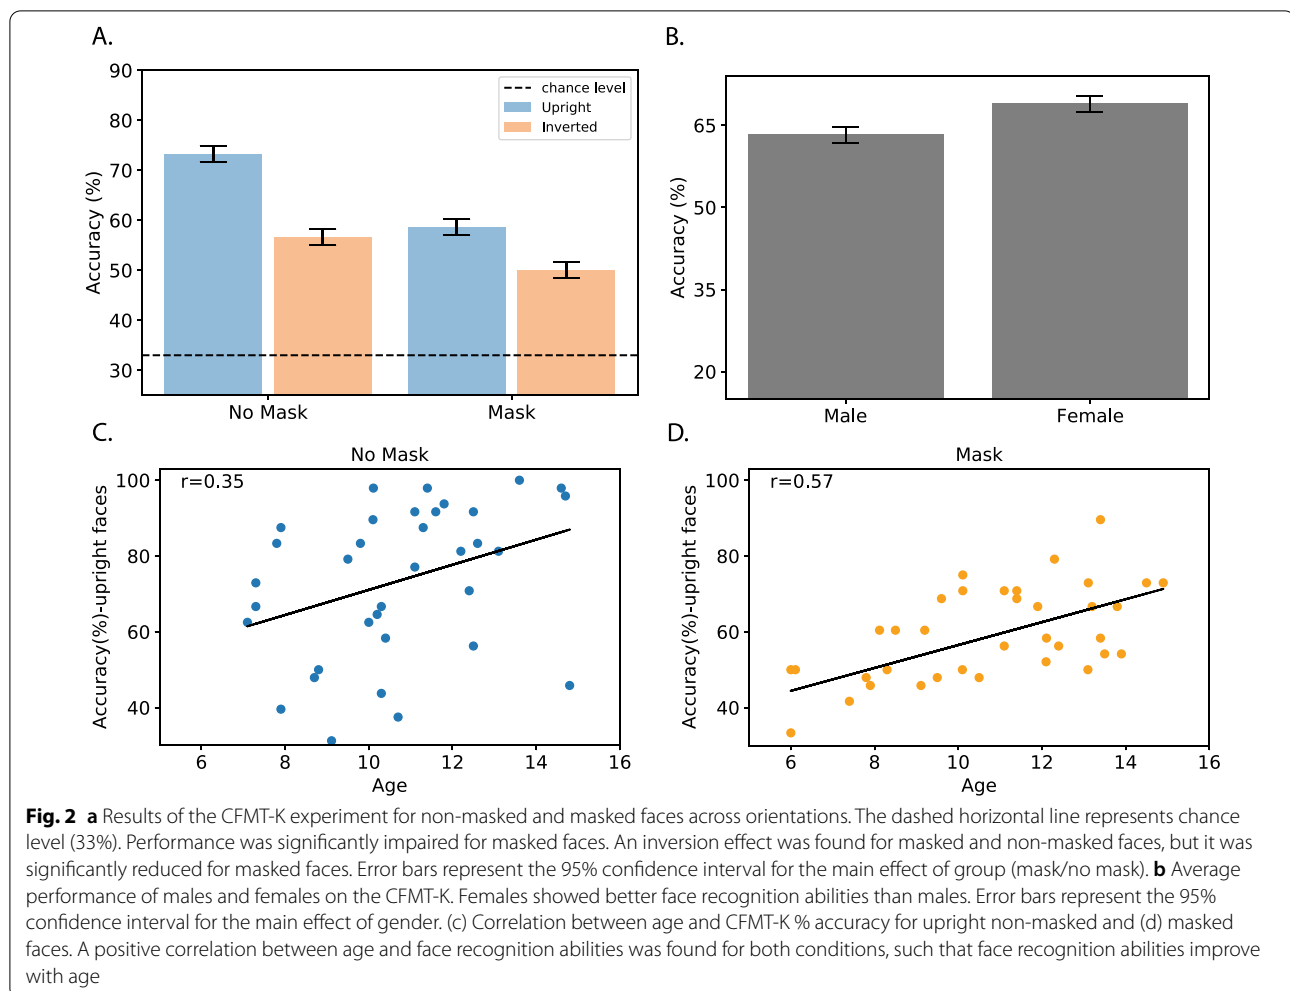 A.
90
80
70
60
50
40
30
Accuracy (%)
chance level
Upright
Inverted
No Mask
Mask
B.
65
50
35
20
Accuracy (%)
Male
Female
C.
No Mask
r=0.35
100
80
60
40
Accuracy(%)-upright faces
6 8 10 12 14 16
Age
D.
Mask
r=0.57
100
80
60
40
Accuracy(%)-upright faces
6 8 10 12 14 16
Age
Fig. 2 a Results of the CFMT-K experiment for non-masked and masked faces across orientations. The dashed horizontal line represents chance
level (33%). Performance was significantly impaired for masked faces. An inversion effect was found for masked and non-masked faces, but it was
significantly reduced for masked faces. Error bars represent the 95% confidence interval for the main effect of group (mask/no mask). b Average
performance of males and females on the CFMT-K. Females showed better face recognition abilities than males. Error bars represent the 95%
confidence interval for the main effect of gender. (c) Correlation between age and CFMT-K % accuracy for upright non-masked and (d) masked
faces. A positive correlation between age and face recognition abilities was found for both conditions, such that face recognition abilities improve
with age